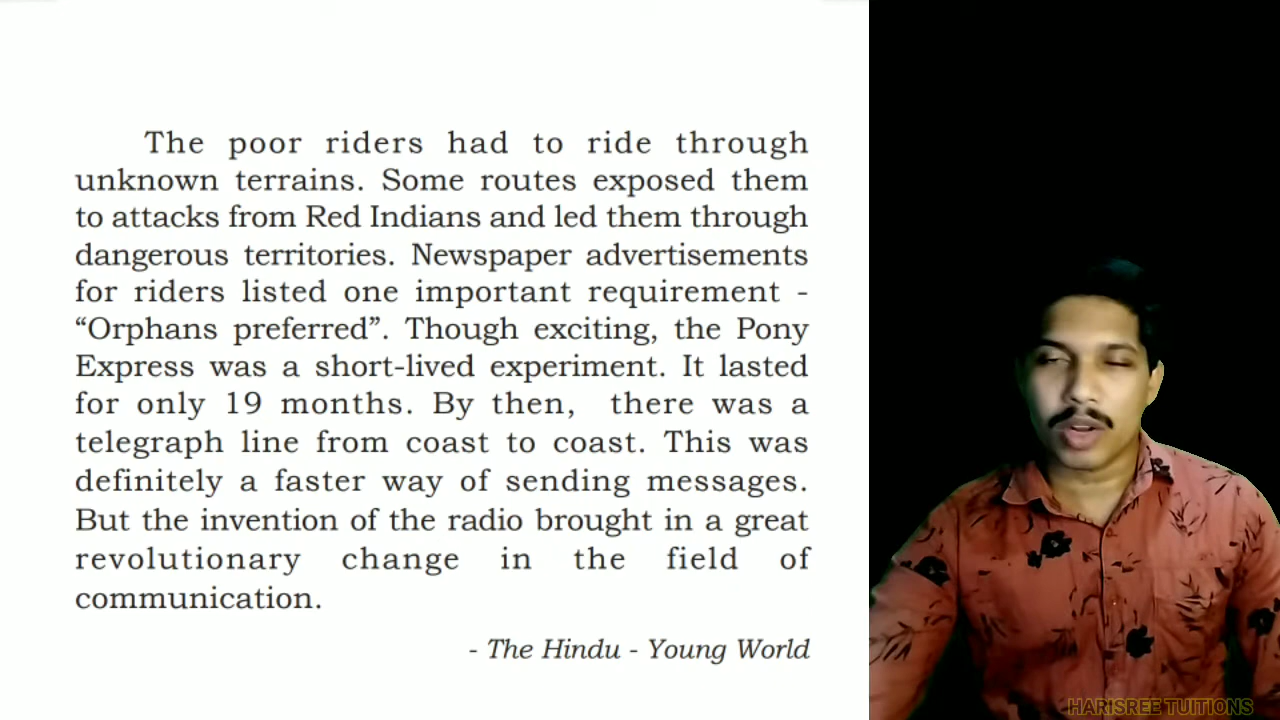 The poor riders had to ride through
unknown terrains. Some routes exposed them
to attacks from Red Indians and led them through
dangerous territories. Newspaper advertisements
for riders listed one important requirement -
“Orphans preferred”. Though exciting, the Pony
Express was a short-lived experiment. It lasted
for only 19 months. By then, there was a
telegraph line from coast to coast. This was
definitely a faster way of sending messages.
But the invention of the radio brought in a great
revolutionary change in the field of
communication.
- The Hindu - Young World
HARISREE TUITIONS